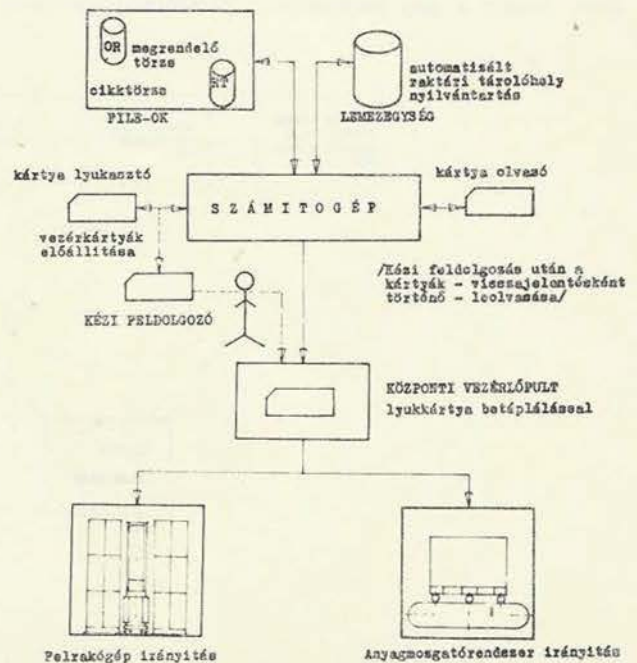 OR
megrendelő
törzs
cikktörzs
FILE-OK
automatizált
raktári tárolóhely
nyilvántartás
LEMEZEGYSÉG
kártya lyukasztó
SZÁMITOGÉP
kártya olvasó
vezérkártyák
előállitása
/Kézi feldolgozás után a
kártyák - visszajelentésként
történő - leolvasása/
KÉZI FELDOLGOZÓ
KÖZPONTI VEZÉRLŐPULT
lyukkártya betáplálással
Felrakógép irányitás
Anyagmozgatórendszer irányitás